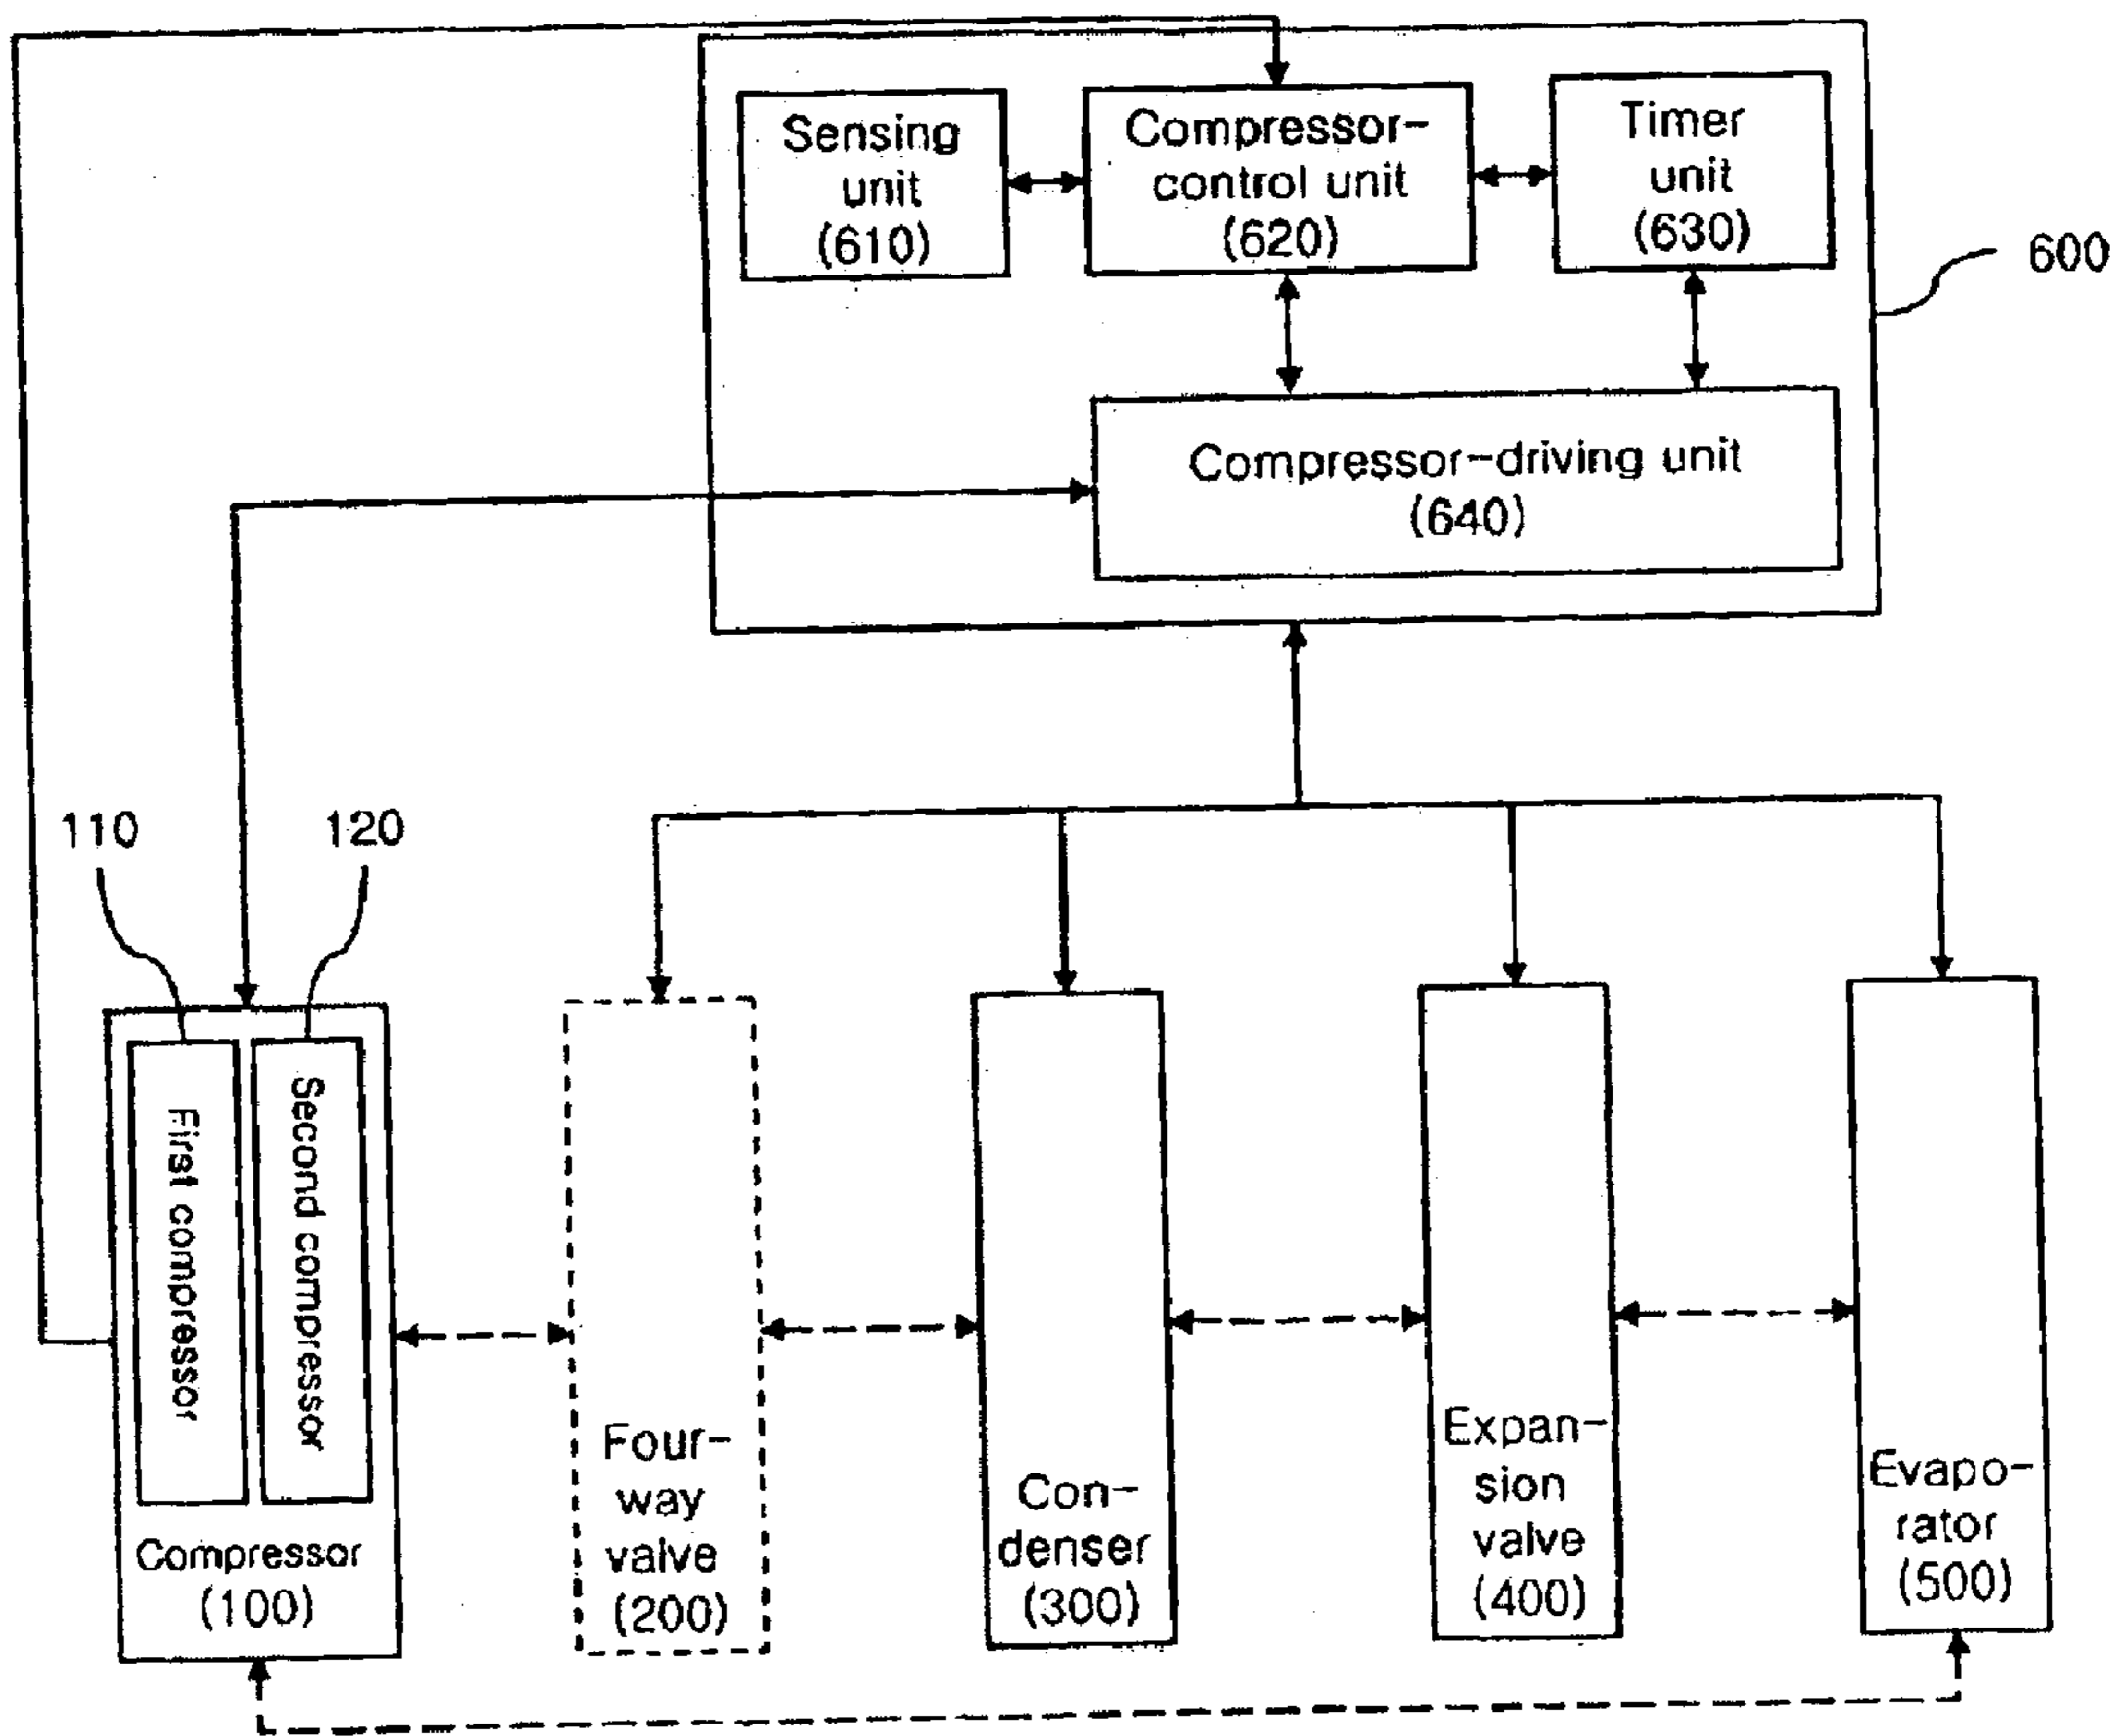 Sensing
unit
(610)
Compressor-
control unit
(620)
Timer
unit
(630)
600
Compressor-driving unit
(640)
110
120
First compressor
Second compressor
Compressor
(100)
Four-
way
valve
(200)
Con-
denser
(300)
Expan-
sion
valve
(400)
Evapo-
rator
(500)